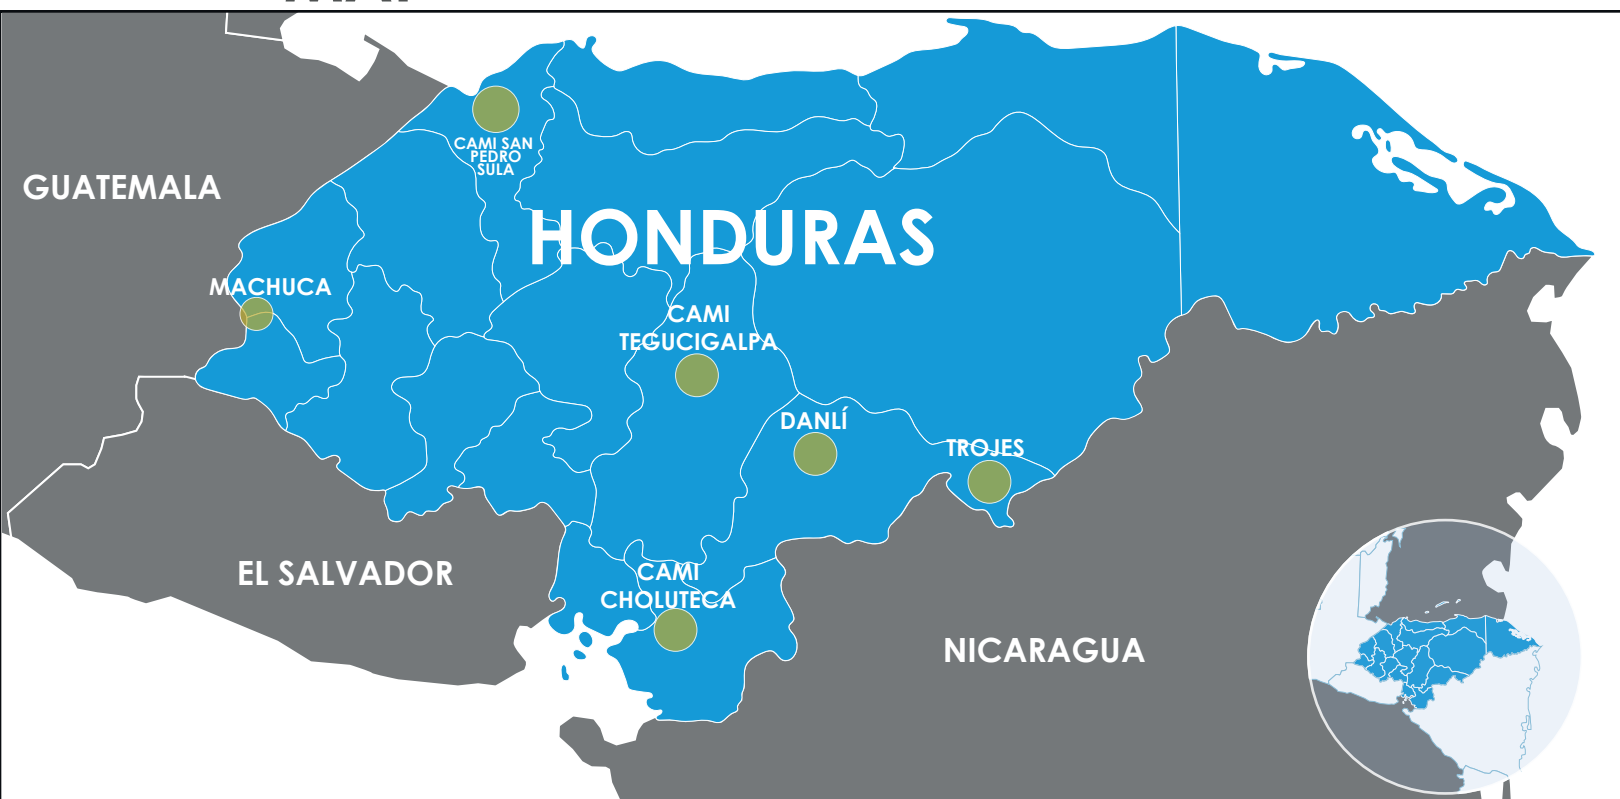 CAMI SAN
PEDRO
SULA
GUATEMALA
HONDURAS
MACHUCA
CAMI
TEGUCIGALPA
DANLÍ
TROJES
EL SALVADOR
CAMI
CHOLUTECA
NICARAGUA